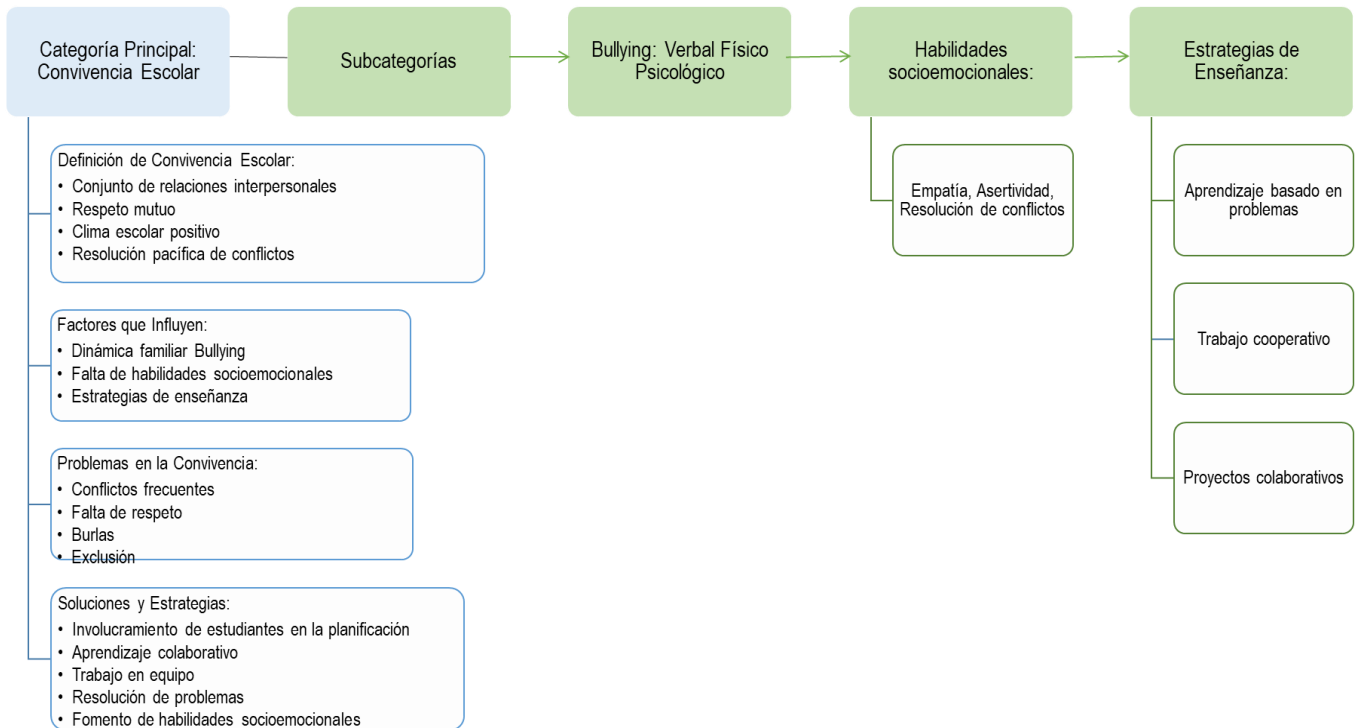 Categoría Principal:
Convivencia Escolar
Subcategorías
Bullying: Verbal Físico
Psicológico
Habilidades
socioemocionales:
Estrategias de
Enseñanza:
Definición de Convivencia Escolar:
• Conjunto de relaciones interpersonales
• Respeto mutuo
• Clima escolar positivo
• Resolución pacífica de conflictos
Factores que Influyen:
• Dinámica familiar Bullying
• Falta de habilidades socioemocionales
• Estrategias de enseñanza
Problemas en la Convivencia:
• Conflictos frecuentes
• Falta de respeto
• Burlas
• Exclusión
Soluciones y Estrategias:
• Involucramiento de estudiantes en la planificación
• Aprendizaje colaborativo
• Trabajo en equipo
• Resolución de problemas
• Fomento de habilidades socioemocionales
Empatía, Asertividad,
Resolución de conflictos
Aprendizaje basado en
problemas
Trabajo cooperativo
Proyectos colaborativos